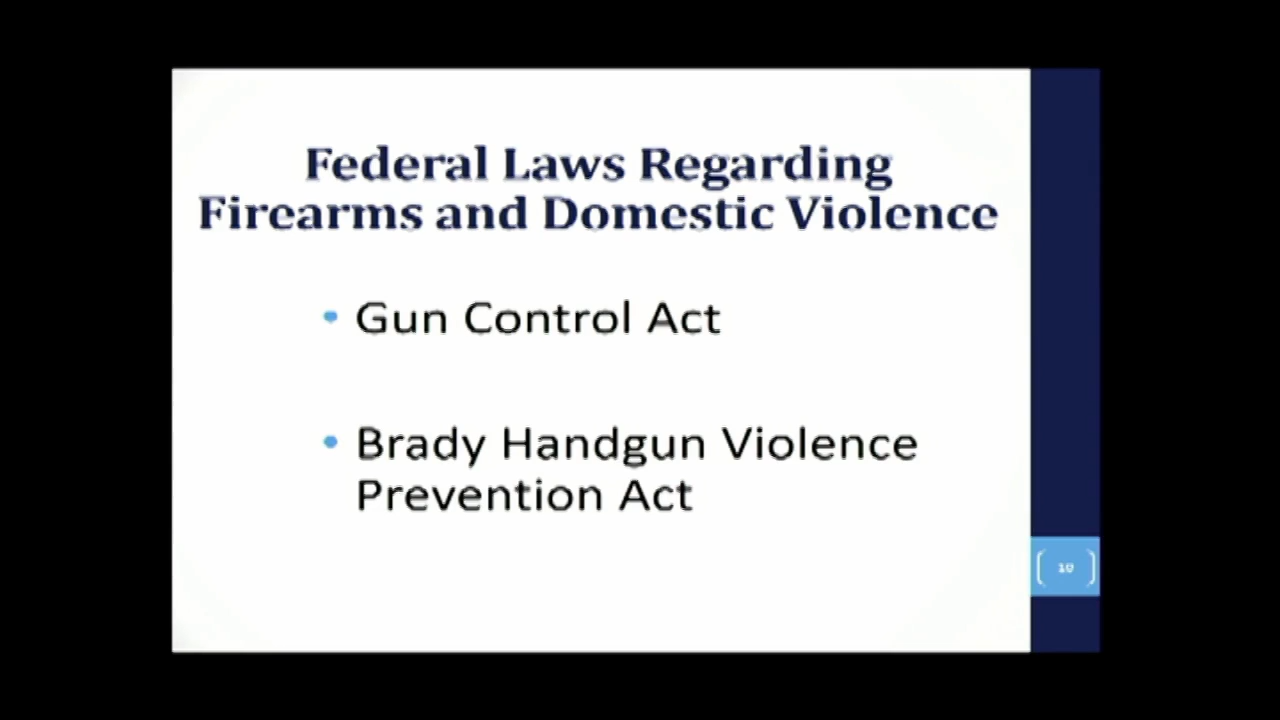 Federal Laws Regarding
Firearms and Domestic Violence
• Gun Control Act
• Brady Handgun Violence
Prevention Act
10